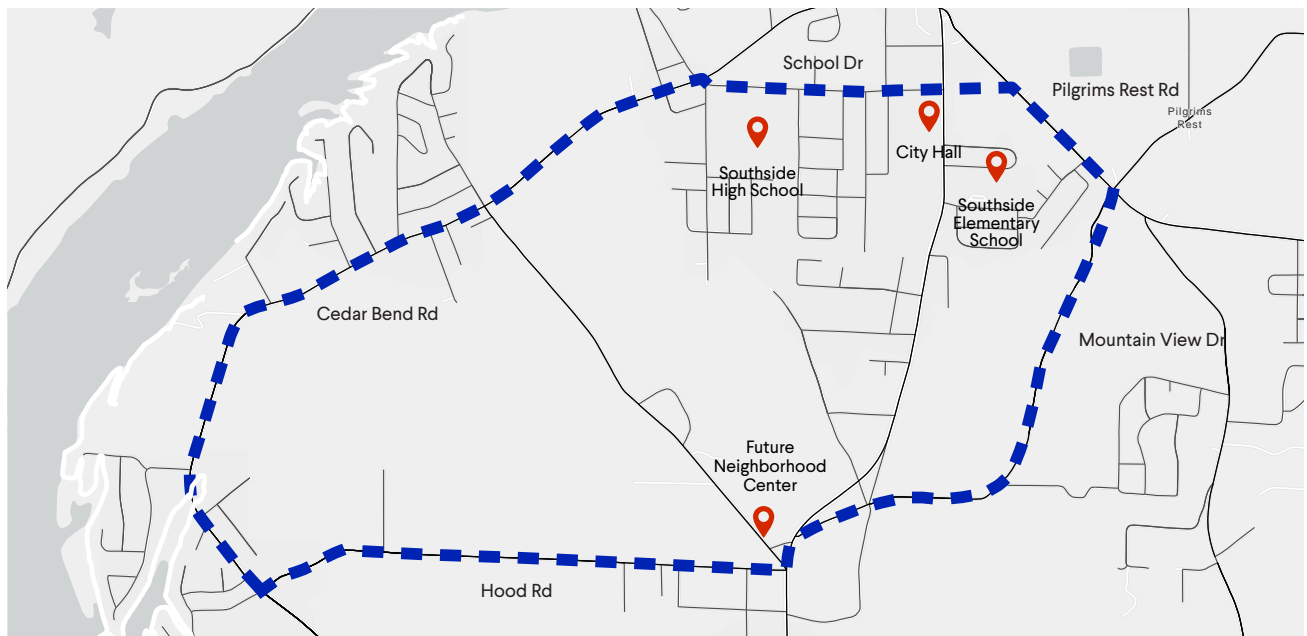 School Dr
Pilgrims Rest Rd
Pilgrims
Rest
City Hall
Southside
High School
Southside
Elementary
School
Cedar Bend Rd
Mountain View Dr
Future
Neighborhood
Center
Hood Rd